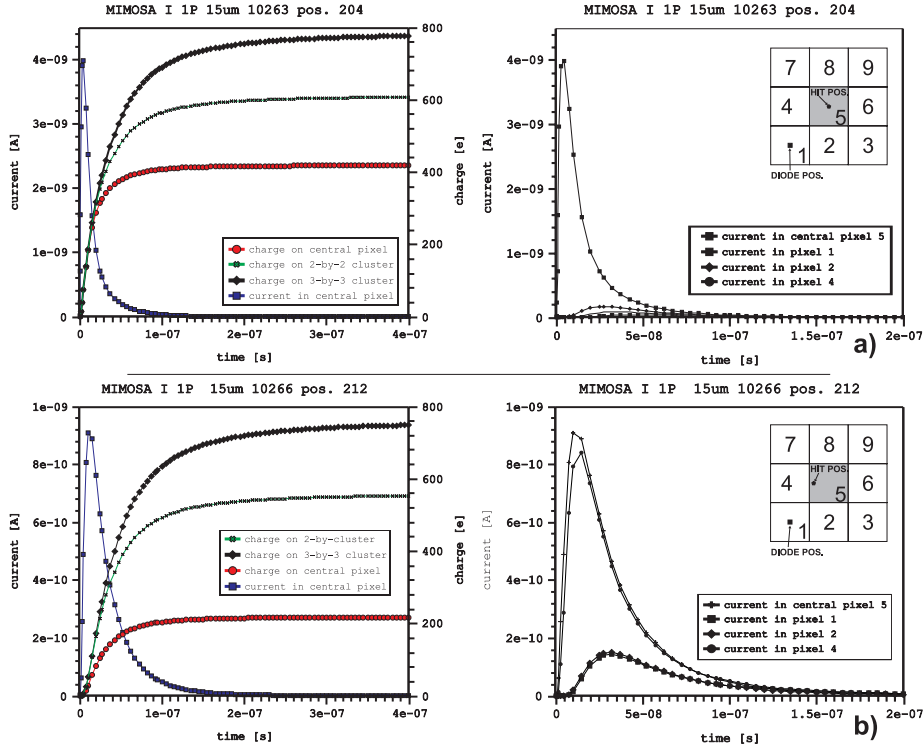 MIMOSA I 1P 15um 10263 pos. 204
current [A]
4e-09
3e-09
2e-09
1e-09
0
800
600
400
200
0
charge [e]
charge on central pixel
charge on 2-by-2 cluster
charge on 3-by-3 cluster
current in central pixel
0 1e-07 2e-07 3e-07 4e-07
time [s]
MIMOSA I 1P 15um 10263 pos. 204
current [A]
4e-09
3e-09
2e-09
1e-09
0
7 8 9
HIT POS.
4 5 6
1 2 3
DIODE POS.
current in central pixel 5
current in pixel 1
current in pixel 2
current in pixel 4
0 5e-08 1e-07 1e-07 2e-07
time [s]
a)
MIMOSA I 1P 15um 10266 pos. 212
current [A]
1e-09
8e-10
6e-10
4e-10
2e-10
0
800
600
400
200
0
charge [e]
charge on 2-by-cluster
charge on 3-by-3 cluster
charge on central pixel
current in central pixel
0 1e-07 2e-07 3e-07 4e-07
time [s]
MIMOSA I 1P 15um 10266 pos. 212
current [A]
1e-09
8e-10
6e-10
4e-10
2e-10
0
7 8 9
HIT POS.
4 5 6
1 2 3
DIODE POS.
current in central pixel 5
current in pixel 1
current in pixel 2
current in pixel 4
0 5e-08 1e-07 1e-07 2e-07
time [s]
b)